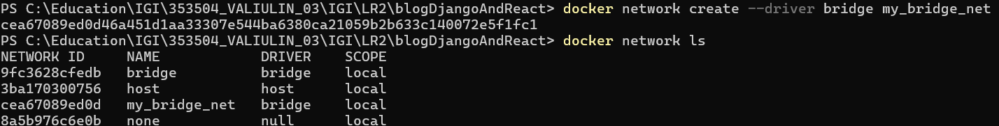 PS C:\Education\IGI\353504_VALIULIN_03\IGI\LR2\blogDjangoAndReact> docker network create --driver bridge my_bridge_net
cea67089ed0d46a451d1aa33307e544ba6380ca21059b2b633c140072e5f1fc1
PS C:\Education\IGI\353504_VALIULIN_03\IGI\LR2\blogDjangoAndReact> docker network ls
NETWORK ID     NAME            DRIVER    SCOPE
9fc3628cfedb   bridge          bridge    local
3ba170300756   host            host      local
cea67089ed0d   my_bridge_net   bridge    local
8a5b976c6e0b   none            null      local